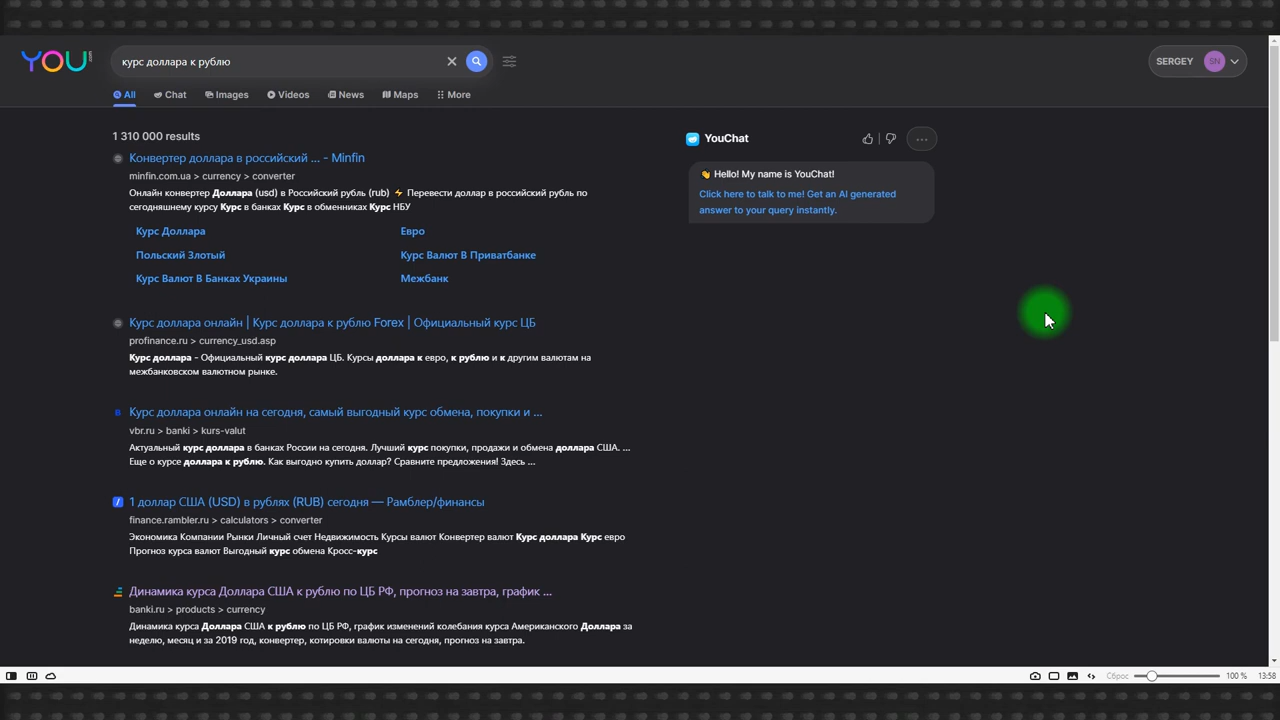 YOU.com
курс доллара к рублю
SERGEY SN
All Chat Images Videos News Maps More
1 310 000 results
Конвертер доллара в российский ... - Minfin
minfin.com.ua > currency > converter
Онлайн конвертер Доллара (usd) в Российский рубль (rub) ⚡ Перевести доллар в российский рубль по
сегодняшнему курсу Курс в банках Курс в обменниках Курс НБУ
Курс Доллара Евро
Польский Злотый Курс Валют В Приватбанке
Курс Валют В Банках Украины Межбанк
Курс доллара онлайн | Курс доллара к рублю Forex | Официальный курс ЦБ
profinance.ru > currency_usd.asp
Курс доллара - Официальный курс доллара ЦБ. Курсы доллара к евро, к рублю и к другим валютам на
межбанковском валютном рынке.
Курс доллара онлайн на сегодня, самый выгодный курс обмена, покупки и ...
vbr.ru > banki > kurs-valut
Актуальный курс доллара в банках России на сегодня. Лучший курс покупки, продажи и обмена доллара США. ...
Еще о курсе доллара к рублю. Как выгодно купить доллар? Сравните предложения! Здесь ...
1 доллар США (USD) в рублях (RUB) сегодня — Рамблер/финансы
finance.rambler.ru > calculators > converter
Экономика Компании Рынки Личный счет Недвижимость Курсы валют Конвертер валют Курс доллара Курс евро
Прогноз курса валют Выгодный курс обмена Кросс-курс
Динамика курса Доллара США к рублю по ЦБ РФ, прогноз на завтра, график ...
banki.ru > products > currency
Динамика курса Доллара США к рублю по ЦБ РФ, график изменений колебания курса Американского Доллара за
неделю, месяц и за 2019 год, конвертер, котировки валюты на сегодня, прогноз на завтра.
YouChat
👋 Hello! My name is YouChat!
Click here to talk to me! Get an AI generated
answer to your query instantly.
Сброс 100 % 13:58